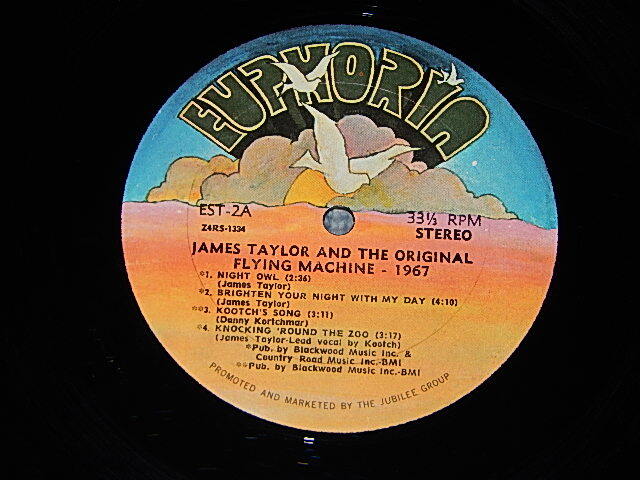 EUPHORIA
EST-2A
33⅓ RPM
Z4RS-1334
STEREO
JAMES TAYLOR AND THE ORIGINAL
FLYING MACHINE - 1967
*1. NIGHT OWL (2:36)
(James Taylor)
*2. BRIGHTEN YOUR NIGHT WITH MY DAY (4:10)
(James Taylor)
**3. KOOTCH'S SONG (3:11)
(Danny Kortchmar)
*4. KNOCKING 'ROUND THE ZOO (3:17)
(James Taylor-Lead vocal by Kootch)
*Pub. by Blackwood Music Inc. &
Country Road Music Inc.-BMI
**Pub. by Blackwood Music Inc.-BMI
PROMOTED AND MARKETED BY THE JUBILEE GROUP